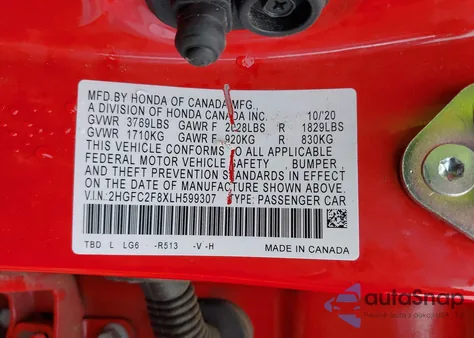 MFD.BY HONDA OF CANADA MFG.,
A DIVISION OF HONDA CANADA INC. 10/20
GVWR 3769LBS GAWR F 2028LBS R 1829LBS
GVWR 1710KG GAWR F 920KG R 830KG
THIS VEHICLE CONFORMS TO ALL APPLICABLE
FEDERAL MOTOR VEHICLE SAFETY, BUMPER,
AND THEFT PREVENTION STANDARDS IN EFFECT
ON THE DATE OF MANUFACTURE SHOWN ABOVE.
V.I.N.:2HGFC2F8XLH599307 TYPE: PASSENGER CAR
TBD L LG6 -R513 -V -H
MADE IN CANADA
autoSnap